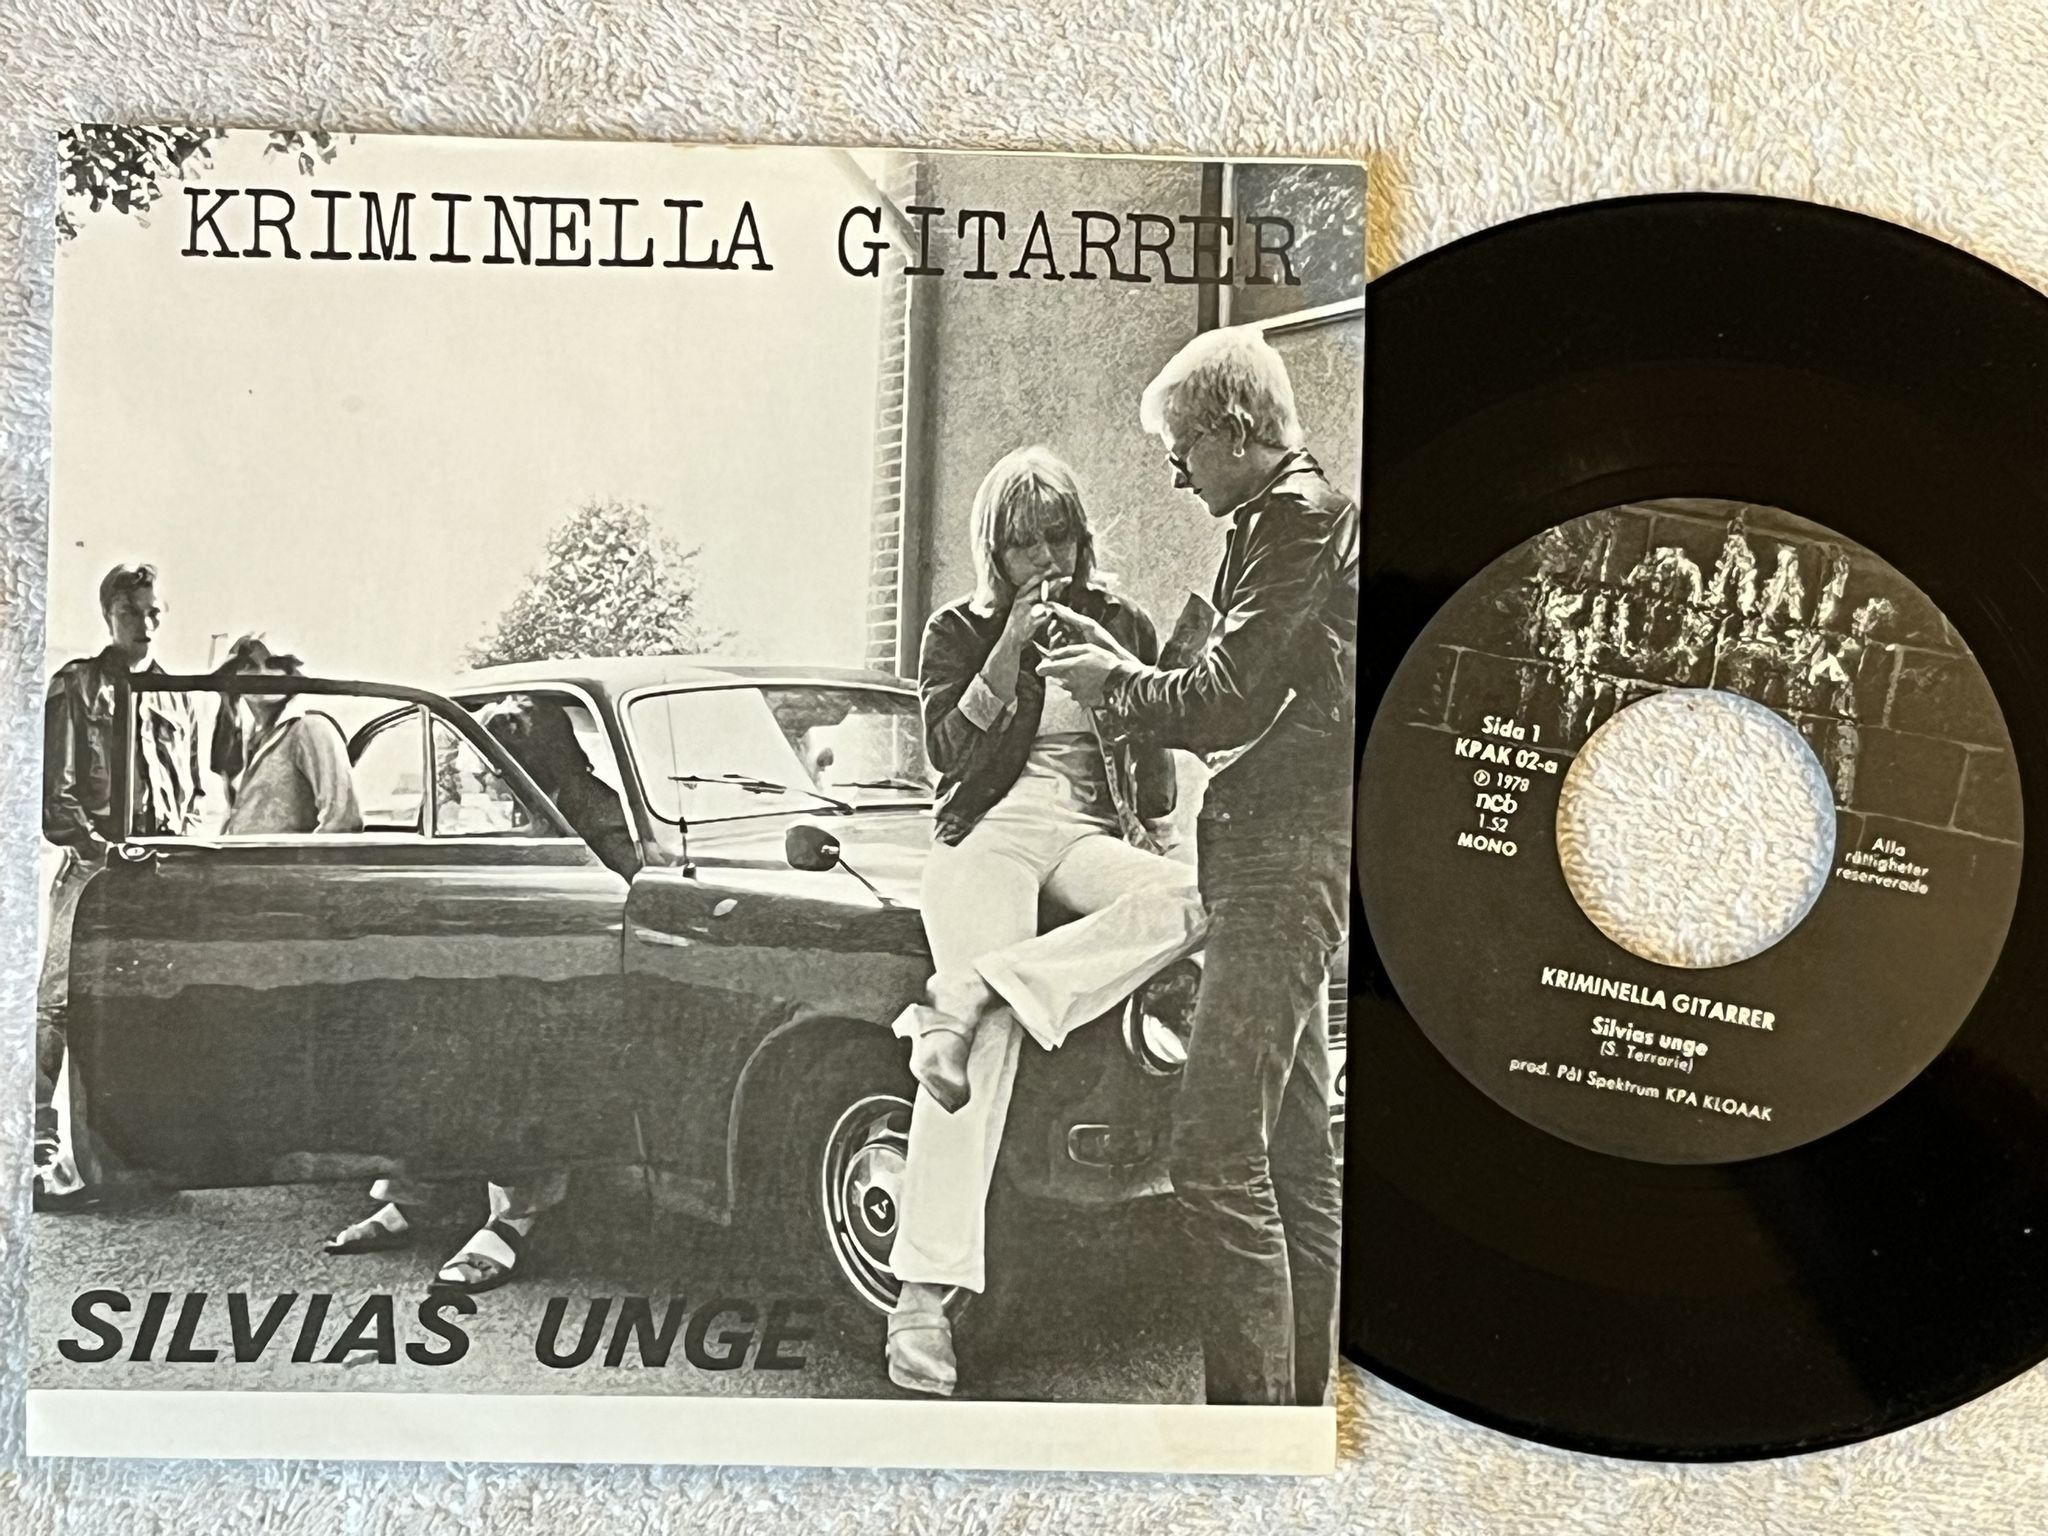 KRIMINELLA GITARRER
SILVIAS UNGE
Sida 1
KPAK 02-a
Ⓟ 1978
ncb
1.52
MONO
Alla
rättigheter
reserverade
KRIMINELLA GITARRER
Silvias unge
(S. Terrarie)
prod. Pål Spektrum KPA KLOAAK